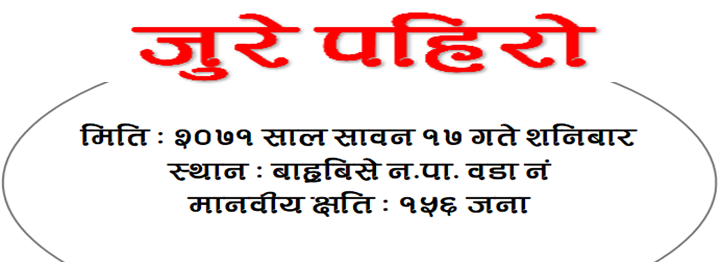 जुरे पहिरो
मिति : २०७१ साल सावन १७ गते शनिबार
स्थान : बाह्रबिसे न.पा. वडा नं
मानवीय क्षति : १५६ जना